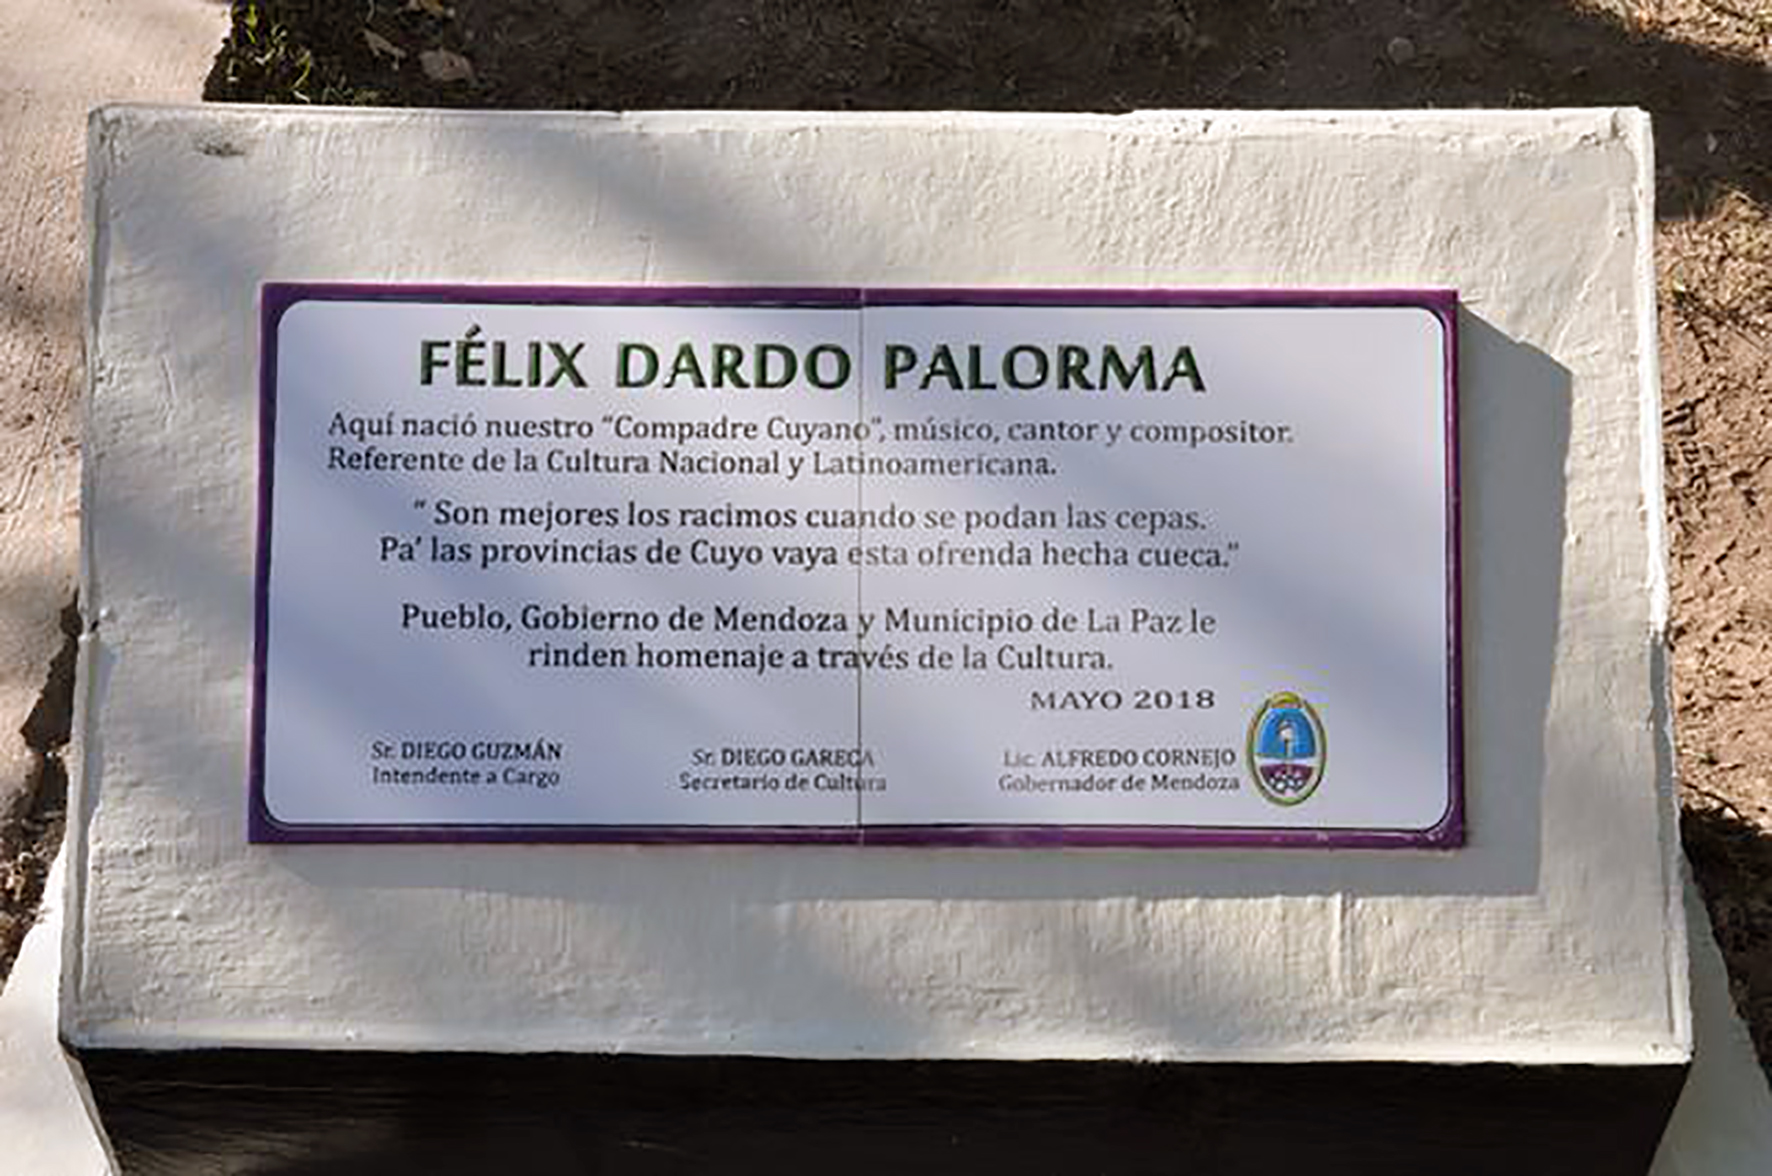 FÉLIX DARDO PALORMA
Aquí nació nuestro “Compadre Cuyano”, músico, cantor y compositor.
Referente de la Cultura Nacional y Latinoamericana.
“ Son mejores los racimos cuando se podan las cepas.
Pa’ las provincias de Cuyo vaya esta ofrenda hecha cueca.”
Pueblo, Gobierno de Mendoza y Municipio de La Paz le
rinden homenaje a través de la Cultura.
MAYO 2018
Sr. DIEGO GUZMÁN
Intendente a Cargo
Sr. DIEGO GARECA
Secretario de Cultura
Lic. ALFREDO CORNEJO
Gobernador de Mendoza